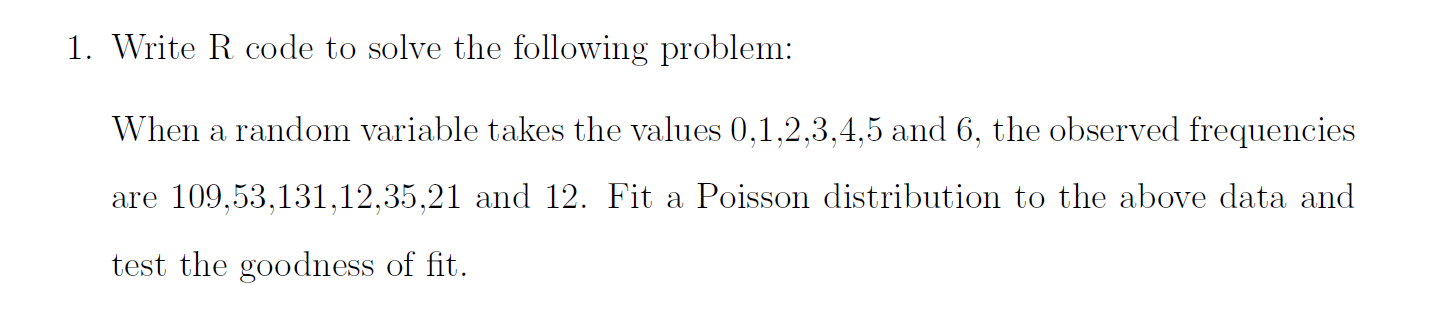 1. Write R code to solve the following problem:
When a random variable takes the values 0,1,2,3,4,5 and 6, the observed frequencies
are 109,53,131,12,35,21 and 12. Fit a Poisson distribution to the above data and
test the goodness of fit.